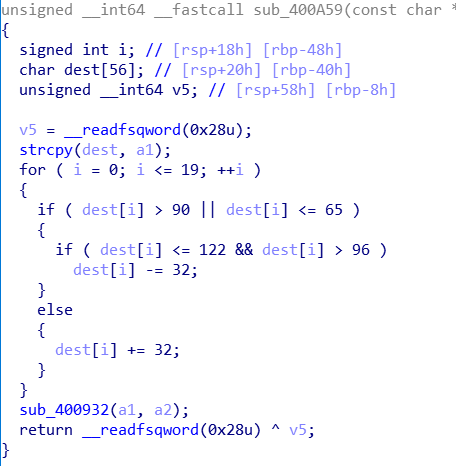 unsigned __int64 __fastcall sub_400A59(const char *
{
signed int i; // [rsp+18h] [rbp-48h]
char dest[56]; // [rsp+20h] [rbp-40h]
unsigned __int64 v5; // [rsp+58h] [rbp-8h]
v5 = __readfsqword(0x28u);
strcpy(dest, a1);
for ( i = 0; i <= 19; ++i )
{
if ( dest[i] > 90 || dest[i] <= 65 )
{
if ( dest[i] <= 122 && dest[i] > 96 )
dest[i] -= 32;
}
else
{
dest[i] += 32;
}
}
sub_400932(a1, a2);
return __readfsqword(0x28u) ^ v5;
}